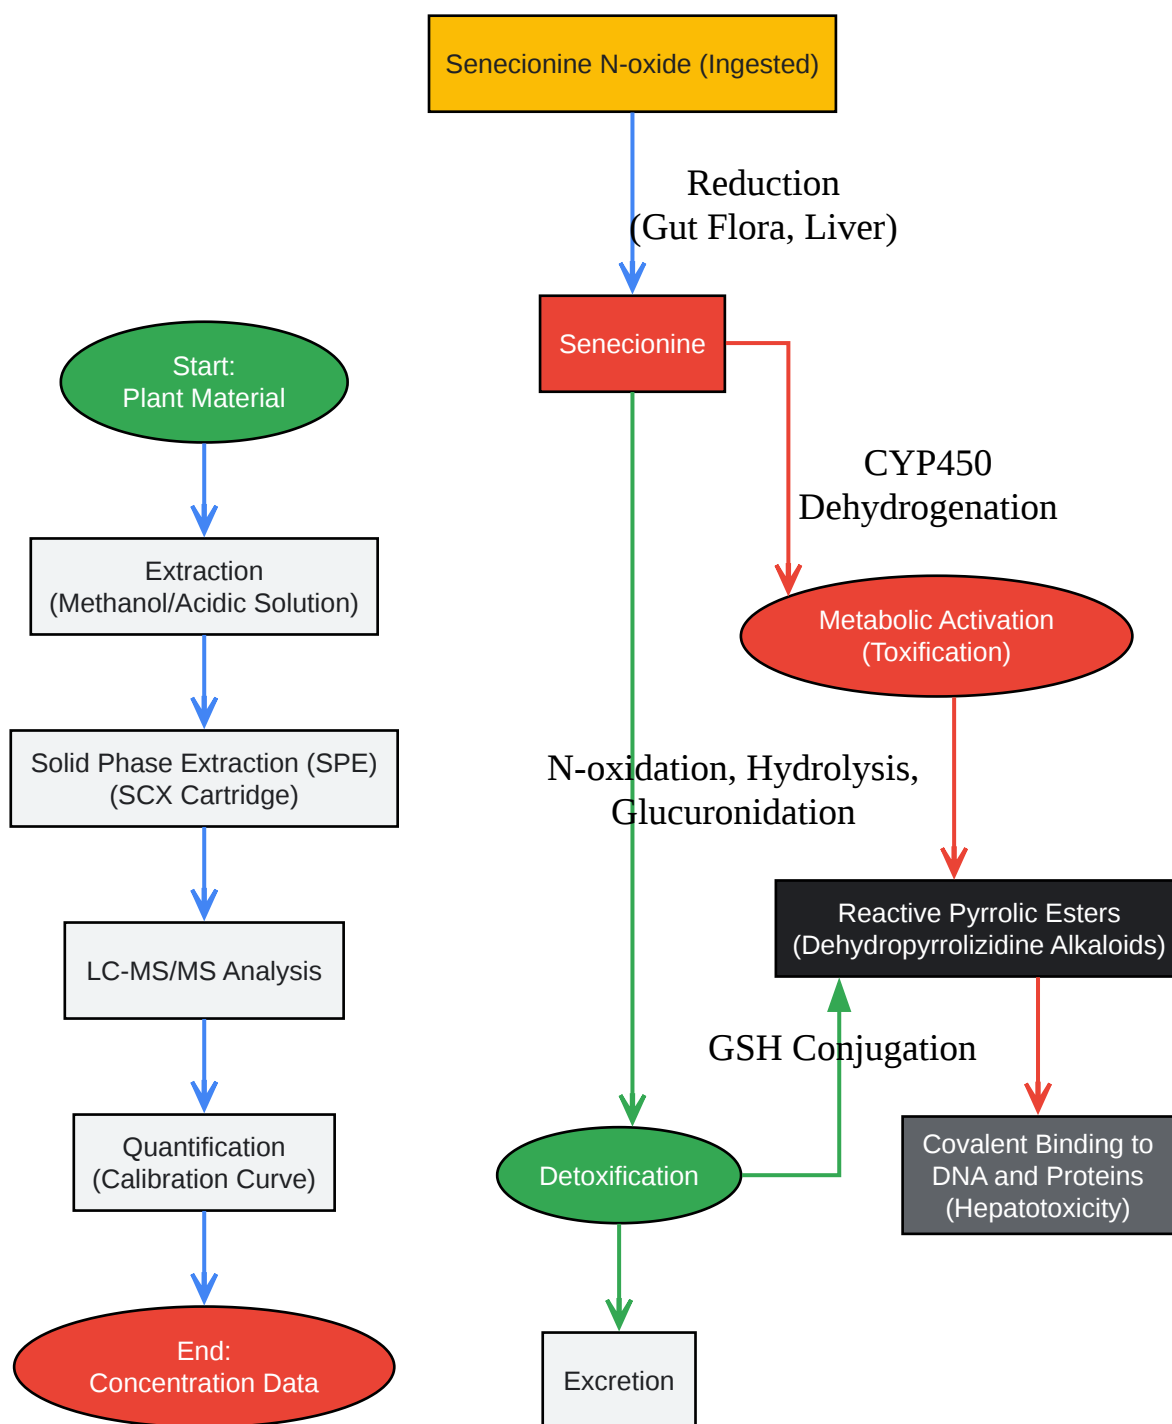 Senecionine N-oxide (Ingested)
Reduction
(Gut Flora, Liver)
Senecionine
CYP450
Dehydrogenation
Metabolic Activation
(Toxification)
N-oxidation, Hydrolysis,
Glucuronidation
Reactive Pyrrolic Esters
(Dehydropyrrolizidine Alkaloids)
GSH Conjugation
Covalent Binding to
DNA and Proteins
(Hepatotoxicity)
Detoxification
Excretion
Start:
Plant Material
Extraction
(Methanol/Acidic Solution)
Solid Phase Extraction (SPE)
(SCX Cartridge)
LC-MS/MS Analysis
Quantification
(Calibration Curve)
End:
Concentration Data